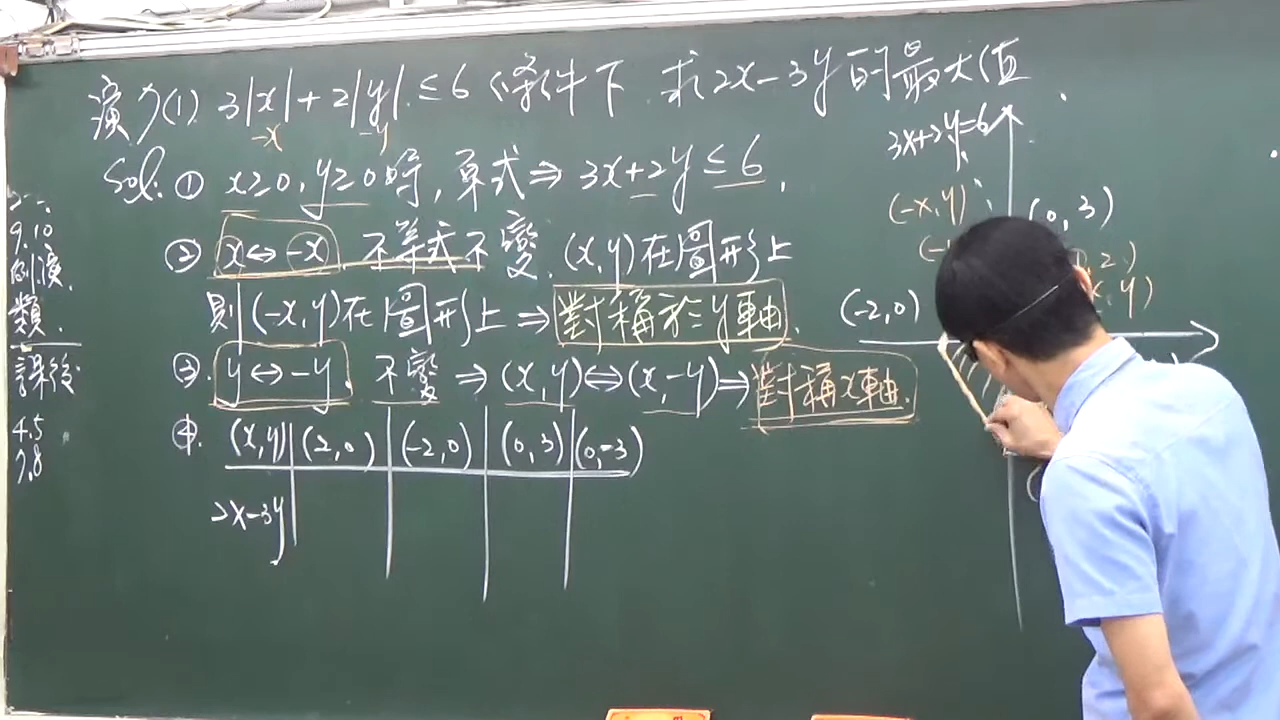 演力(1) 3|x|+2|y|≤6 條件下 求2x-3y的最大值
-x -y
Sol: ① x≥0, y≥0時, 原式⇒ 3x+2y≤6.
② x↔-x 不等式不變. (x,y)在圖形上
則(-x,y)在圖形上⇒對稱於y軸.
③. y↔-y. 不變⇒(x,y)⇔(x,-y)⇒對稱x軸.
④. (x,y) (2,0) (-2,0) (0,3) (0,-3)
2x-3y
3x+2y=6
(-x,y)
(0,3)
(-2,0)
9.10
類.
課後
4.5
7.8